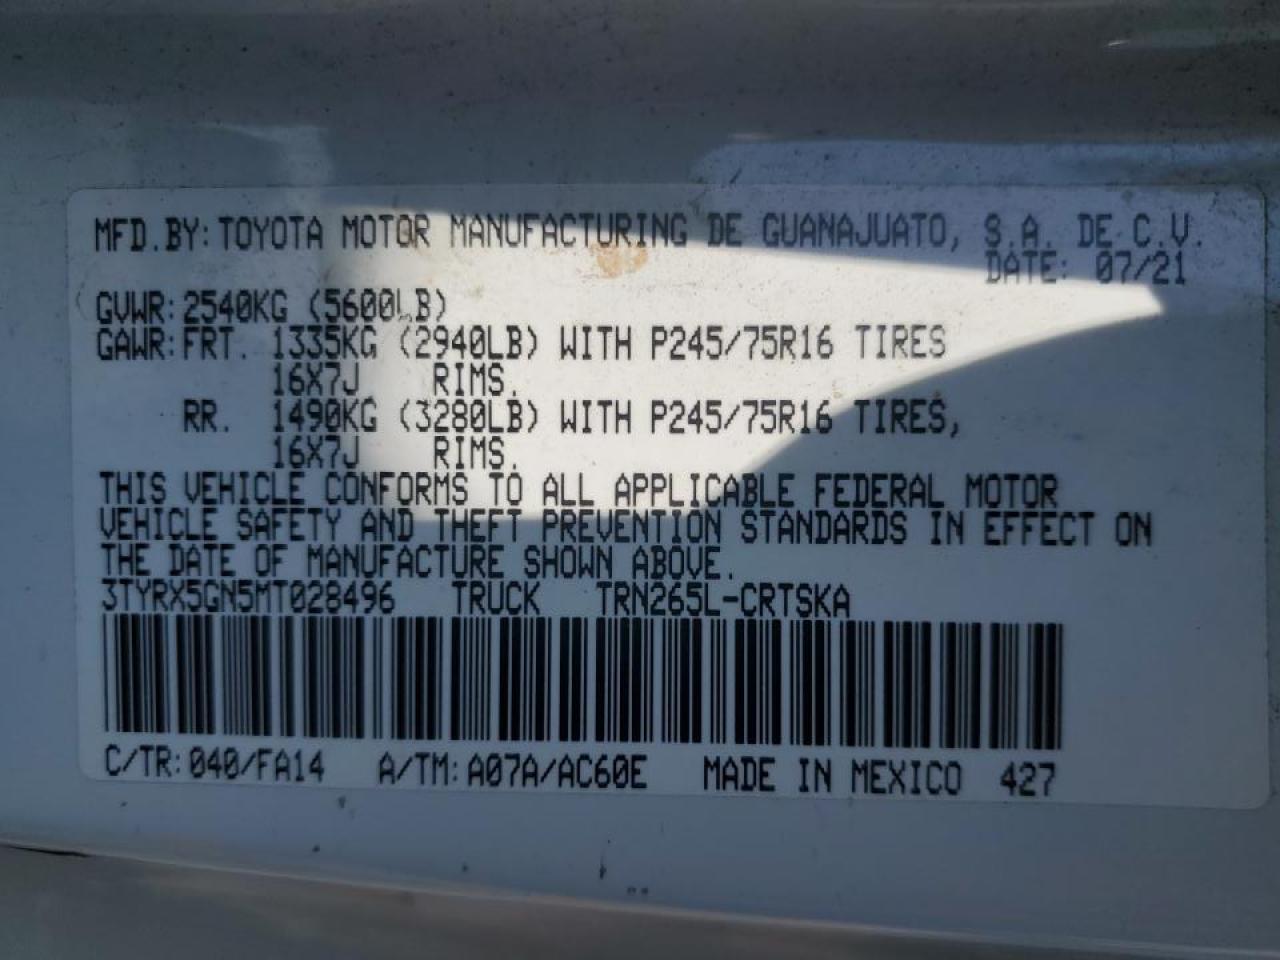 MFD.BY: TOYOTA MOTOR MANUFACTURING DE GUANAJUATO, S.A. DE C.V.
DATE: 07/21
GVWR: 2540KG (5600LB)
GAWR: FRT. 1335KG (2940LB) WITH P245/75R16 TIRES
16X7J RIMS.
RR. 1490KG (3280LB) WITH P245/75R16 TIRES,
16X7J RIMS.
THIS VEHICLE CONFORMS TO ALL APPLICABLE FEDERAL MOTOR
VEHICLE SAFETY AND THEFT PREVENTION STANDARDS IN EFFECT ON
THE DATE OF MANUFACTURE SHOWN ABOVE.
3TYRX5GN5MT028496 TRUCK TRN265L-CRTSKA
C/TR: 040/FA14 A/TM: A07A/AC60E MADE IN MEXICO 427